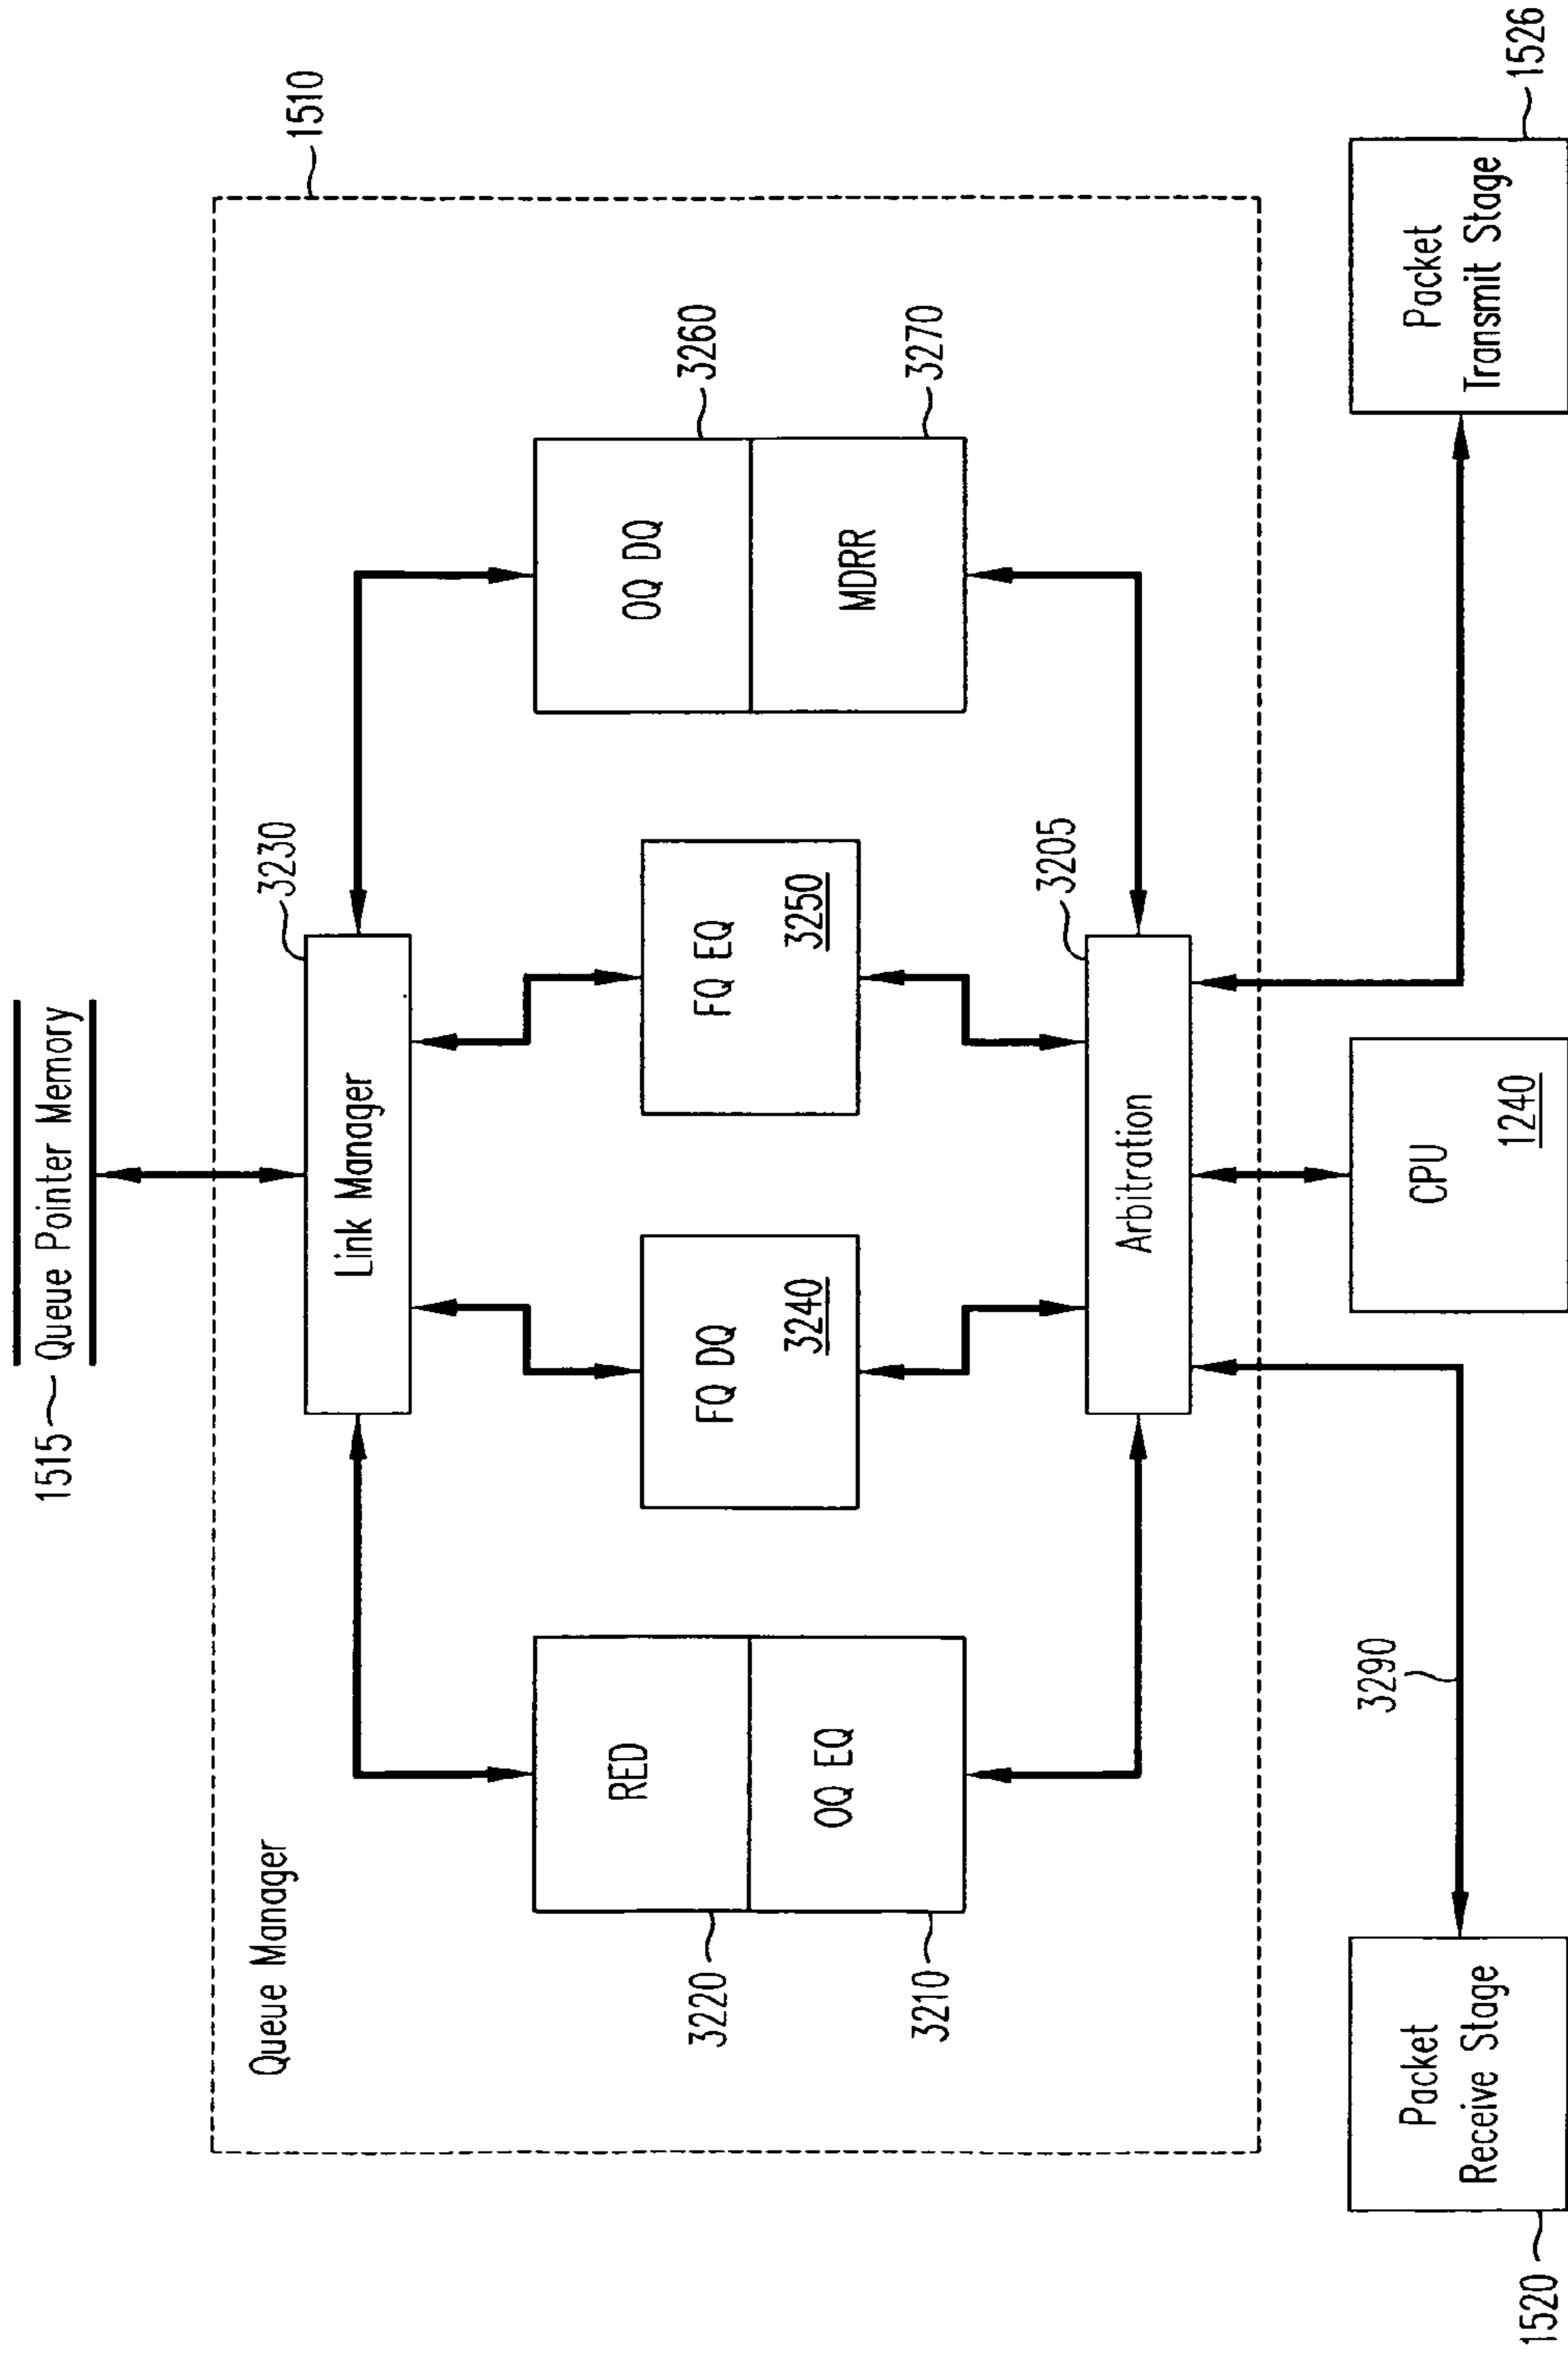 1515
Queue Pointer Memory
1510
Queue Manager
3230
Link Manager
RED
3220
OQ EQ
3210
FQ DQ
3240
FQ EQ
3250
OQ DQ
3260
MDRR
3270
3205
Arbitration
3290
Packet
Receive Stage
1520
CPU
1240
Packet
Transmit Stage
1526